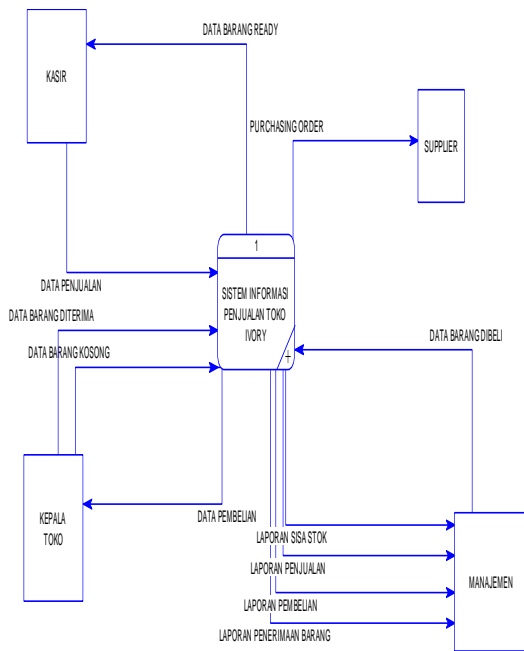 DATA BARANG READY
KASIR
PURCHASING ORDER
SUPPLIER
1
SISTEM INFORMASI
PENJUALAN TOKO
IVORY
+
DATA PENJUALAN
DATA BARANG DITERIMA
DATA BARANG KOSONG
DATA BARANG DIBELI
KEPALA
TOKO
DATA PEMBELIAN
LAPORAN SISA STOK
LAPORAN PENJUALAN
MANAJEMEN
LAPORAN PEMBELIAN
LAPORAN PENERIMAAN BARANG